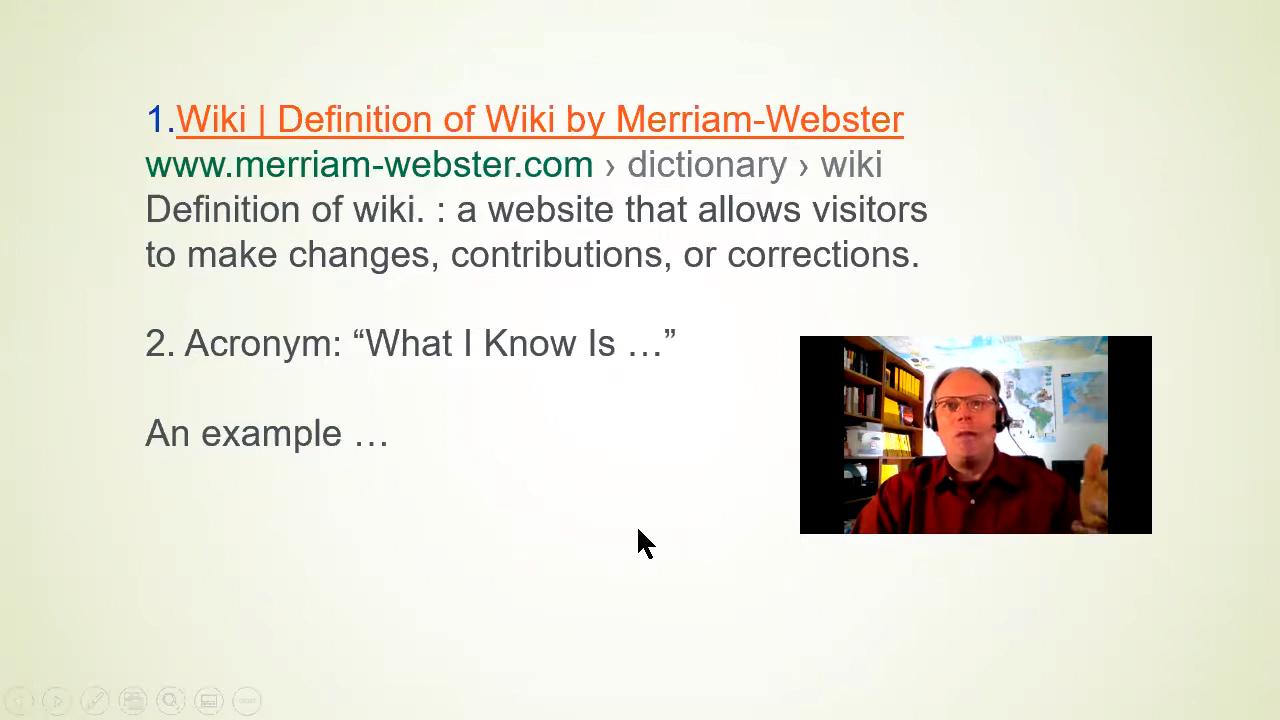 1.Wiki | Definition of Wiki by Merriam-Webster
www.merriam-webster.com › dictionary › wiki
Definition of wiki. : a website that allows visitors
to make changes, contributions, or corrections.
2. Acronym: “What I Know Is …”
An example …